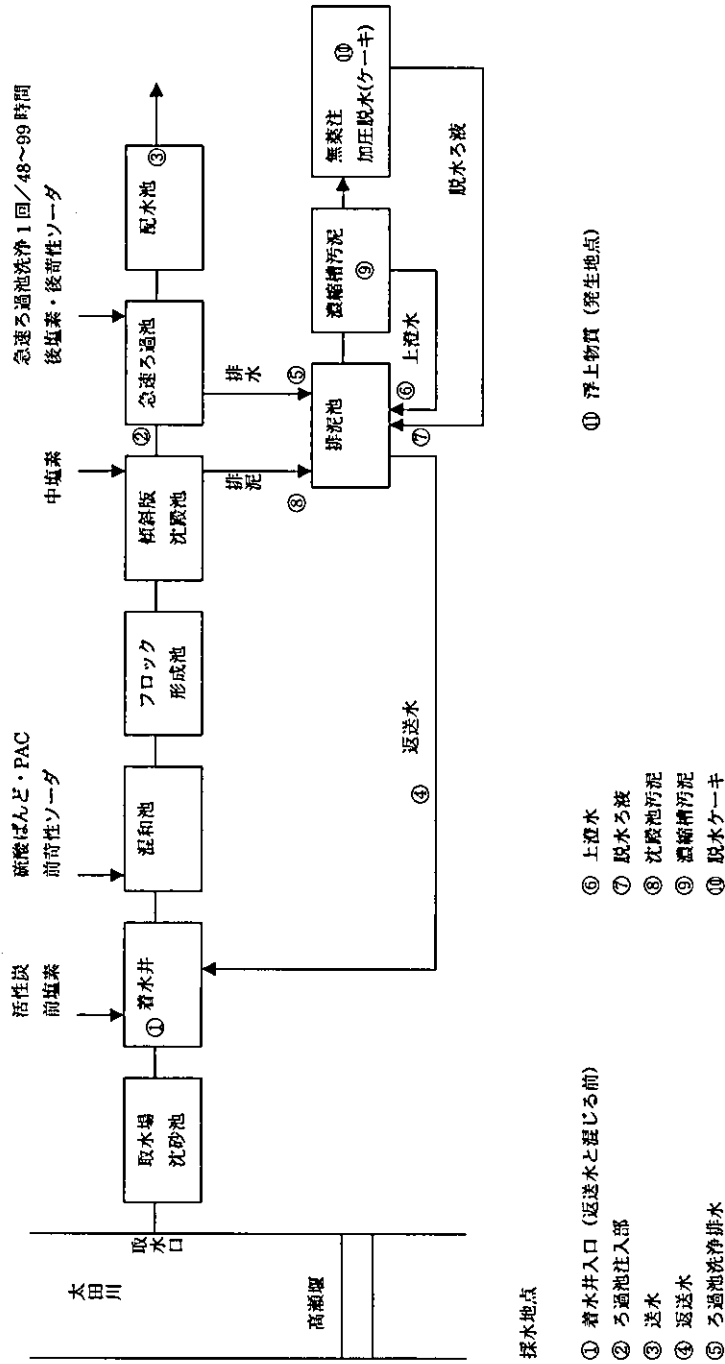 太田川
取水口
高瀬堰
取水場
沈砂池
活性炭
前塩素
着水井
①
硫酸ばんど・PAC
前苛性ソーダ
混和池
フロック
形成池
中塩素
傾斜版
沈殿池
②
急速ろ過池洗浄1回/48~99時間
後塩素・後苛性ソーダ
急速ろ過池
配水池
③
排泥
⑧
排水
⑤
排泥池
⑥
上澄水
⑦
濃縮槽汚泥
⑨
無薬注
加圧脱水(ケーキ)
⑩
脱水ろ液
④
返送水
採水地点
① 着水井入口 (返送水と混じる前)
② ろ過池注入部
③ 送水
④ 返送水
⑤ ろ過池洗浄排水
⑥ 上澄水
⑦ 脱水ろ液
⑧ 沈殿池汚泥
⑨ 濃縮槽汚泥
⑩ 脱水ケーキ
⑪ 浮上物質 (発生地点)